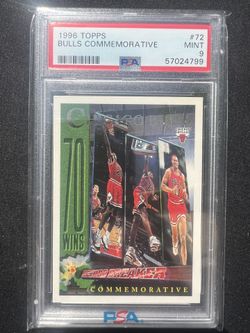 1996 TOPPS #72
BULLS COMMEMORATIVE MINT
9
PSA 57024799
70
WINS
COMMEMORATIVE
PSA